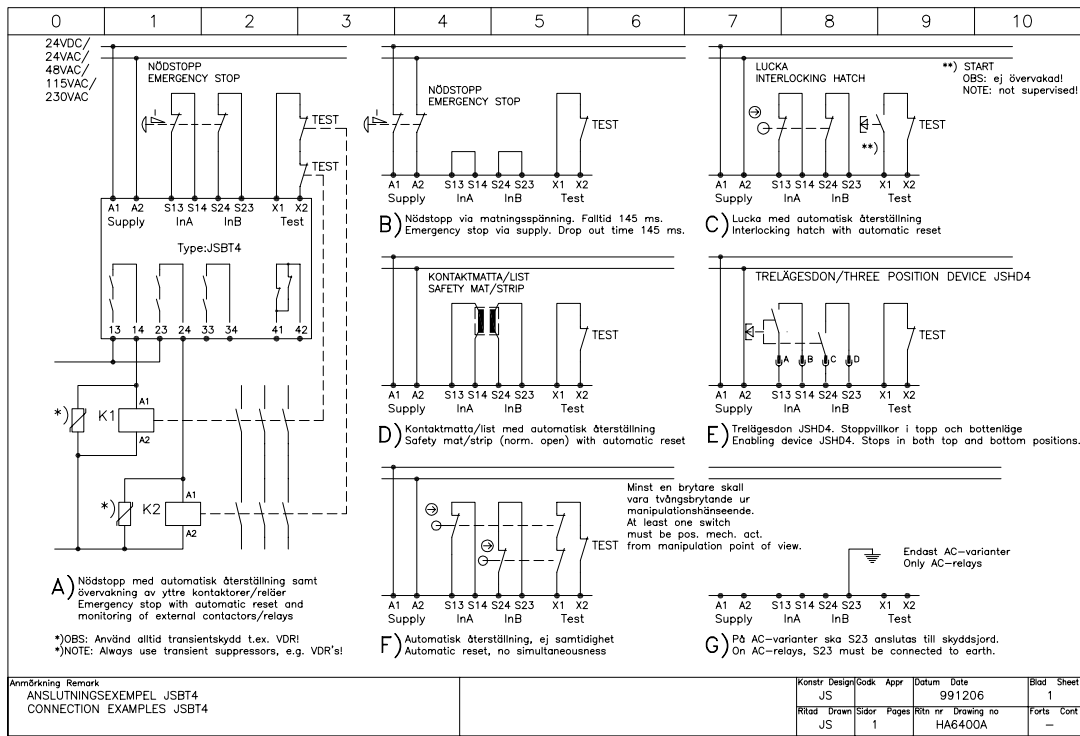 0 1 2 3 4 5 6 7 8 9 10
24VDC/
24VAC/
48VAC/
115VAC/
230VAC
NÖDSTOPP
EMERGENCY STOP
TEST
TEST
A1 A2 S13 S14 S24 S23 X1 X2
Supply InA InB Test
Type:JSBT4
13 14 23 24 33 34 41 42
*) K1
A1
A2
*) K2
A1
A2
A) Nödstopp med automatisk återställning samt
övervakning av yttre kontaktorer/reläer
Emergency stop with automatic reset and
monitoring of external contactors/relays
*)OBS: Använd alltid transientskydd t.ex. VDR!
*)NOTE: Always use transient suppressors, e.g. VDR's!
NÖDSTOPP
EMERGENCY STOP
TEST
A1 A2 S13 S14 S24 S23 X1 X2
Supply InA InB Test
B) Nödstopp via matningsspänning. Falltid 145 ms.
Emergency stop via supply. Drop out time 145 ms.
LUCKA
INTERLOCKING HATCH
**) START
OBS: ej övervakad!
NOTE: not supervised!
TEST
**)
A1 A2 S13 S14 S24 S23 X1 X2
Supply InA InB Test
C) Lucka med automatisk återställning
Interlocking hatch with automatic reset
KONTAKTMATTA/LIST
SAFETY MAT/STRIP
TEST
A1 A2 S13 S14 S24 S23 X1 X2
Supply InA InB Test
D) Kontaktmatta/list med automatisk återställning
Safety mat/strip (norm. open) with automatic reset
TRELÄGESDON/THREE POSITION DEVICE JSHD4
TEST
A B C D
A1 A2 S13 S14 S24 S23 X1 X2
Supply InA InB Test
E) Trelägesdon JSHD4. Stoppvillkor i topp och bottenläge
Enabling device JSHD4. Stops in both top and bottom positions.
Minst en brytare skall
vara tvångsbrytande ur
manipulationshänseende.
At least one switch
must be pos. mech. act.
from manipulation point of view.
TEST
A1 A2 S13 S14 S24 S23 X1 X2
Supply InA InB Test
F) Automatisk återställning, ej samtidighet
Automatic reset, no simultaneousness
Endast AC-varianter
Only AC-relays
A1 A2 S13 S14 S24 S23 X1 X2
Supply InA InB Test
G) På AC-varianter ska S23 anslutas till skyddsjord.
On AC-relays, S23 must be connected to earth.
Anmörkning Remark
ANSLUTNINGSEXEMPEL JSBT4
CONNECTION EXAMPLES JSBT4
Konstr Design Godk Appr Datum Date Blad Sheet
JS 991206 1
Ritad Drawn Sidor Pages Ritn nr Drawing no Forts Cont
JS 1 HA6400A –